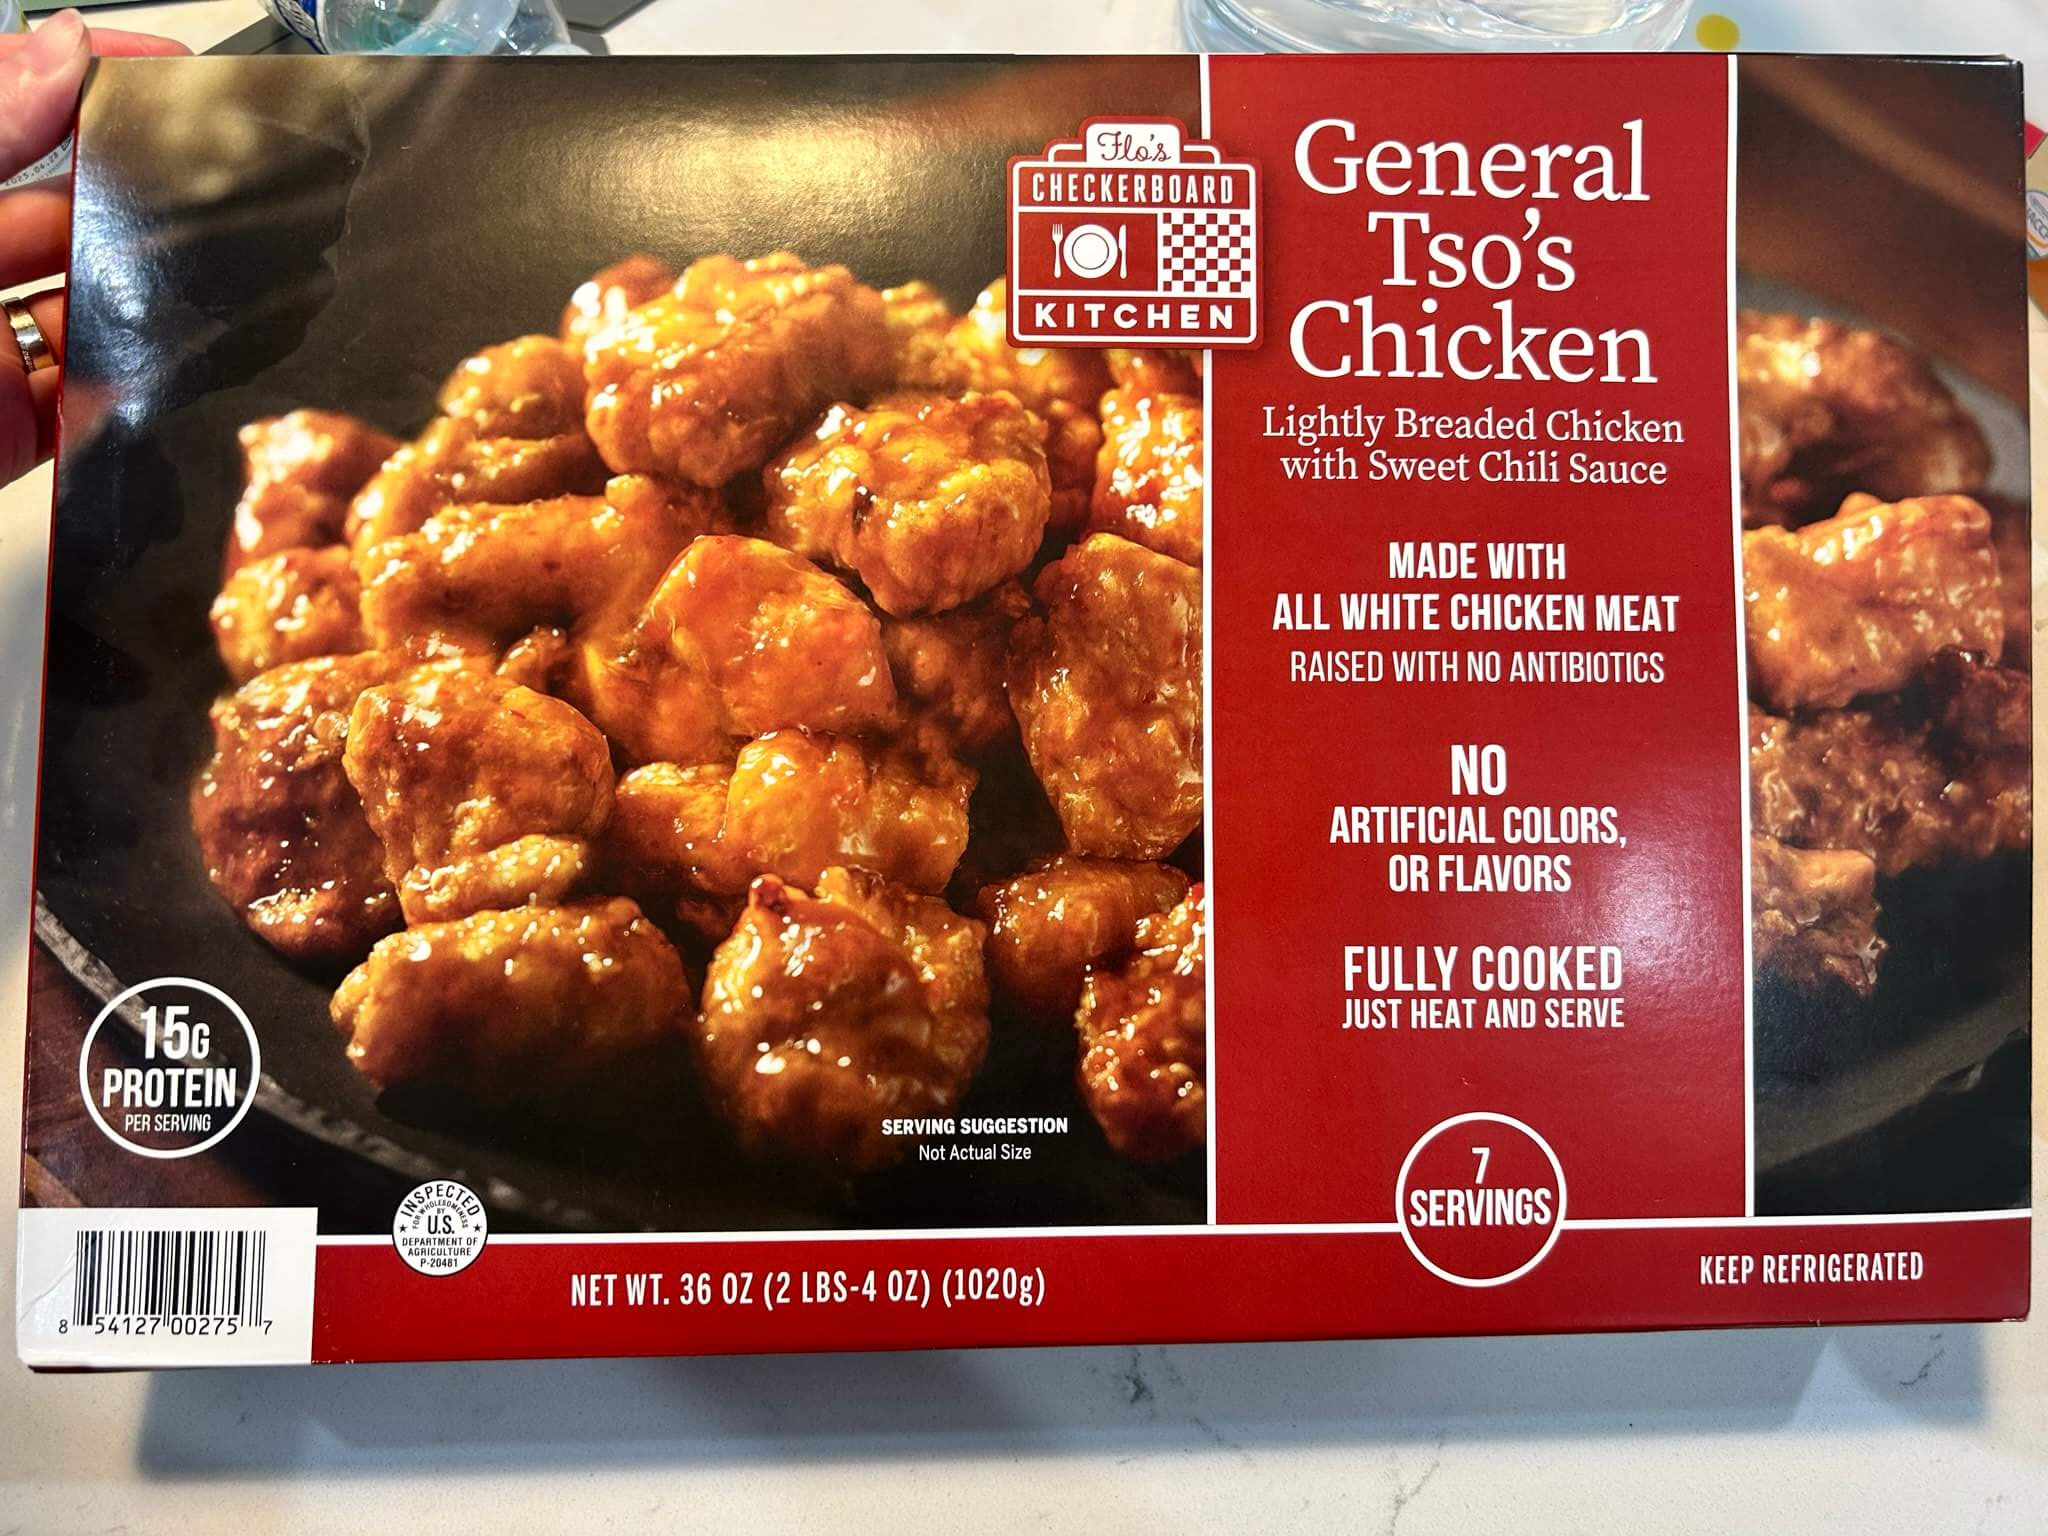 Flo's
CHECKERBOARD
KITCHEN
General
Tso's
Chicken
Lightly Breaded Chicken
with Sweet Chili Sauce
MADE WITH
ALL WHITE CHICKEN MEAT
RAISED WITH NO ANTIBIOTICS
NO
ARTIFICIAL COLORS,
OR FLAVORS
FULLY COOKED
JUST HEAT AND SERVE
7
SERVINGS
KEEP REFRIGERATED
15G
PROTEIN
PER SERVING
SERVING SUGGESTION
Not Actual Size
INSPECTED
FOR WHOLESOMENESS
BY
U.S.
DEPARTMENT OF
AGRICULTURE
P-20481
NET WT. 36 OZ (2 LBS-4 OZ) (1020g)
8 54127 00275 7